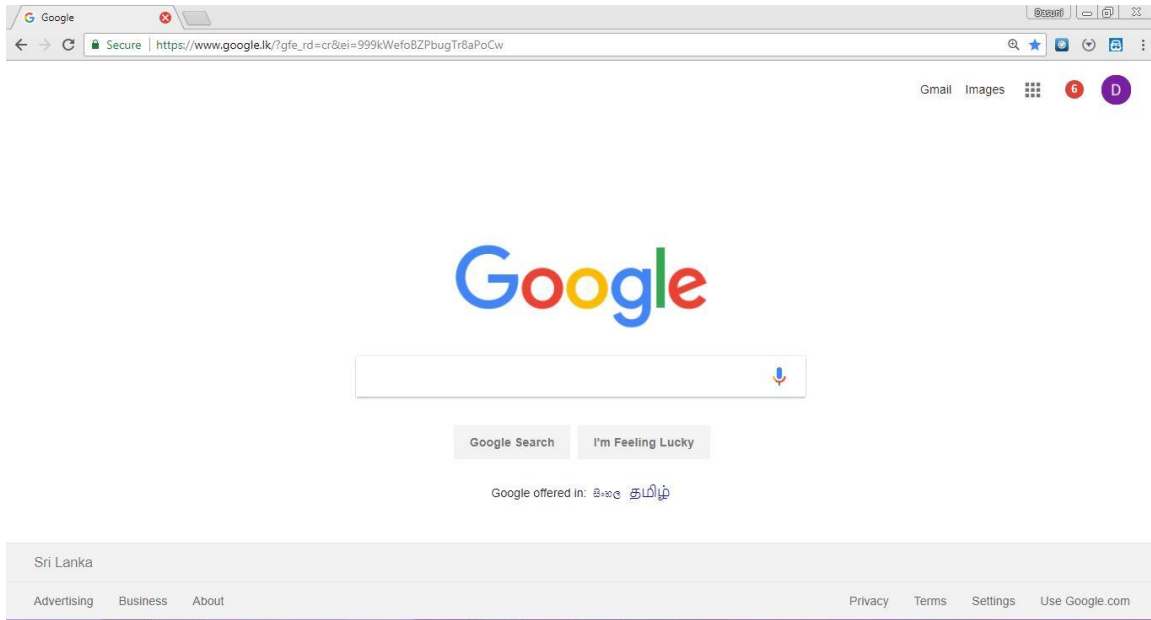 Google
Dasuni
Secure | https://www.google.lk/?gfe_rd=cr&ei=999kWefoBZPbugTr8aPoCw
Gmail Images 6 D
Google
Google Search I'm Feeling Lucky
Google offered in: සිංහල தமிழ்
Sri Lanka
Advertising Business About Privacy Terms Settings Use Google.com